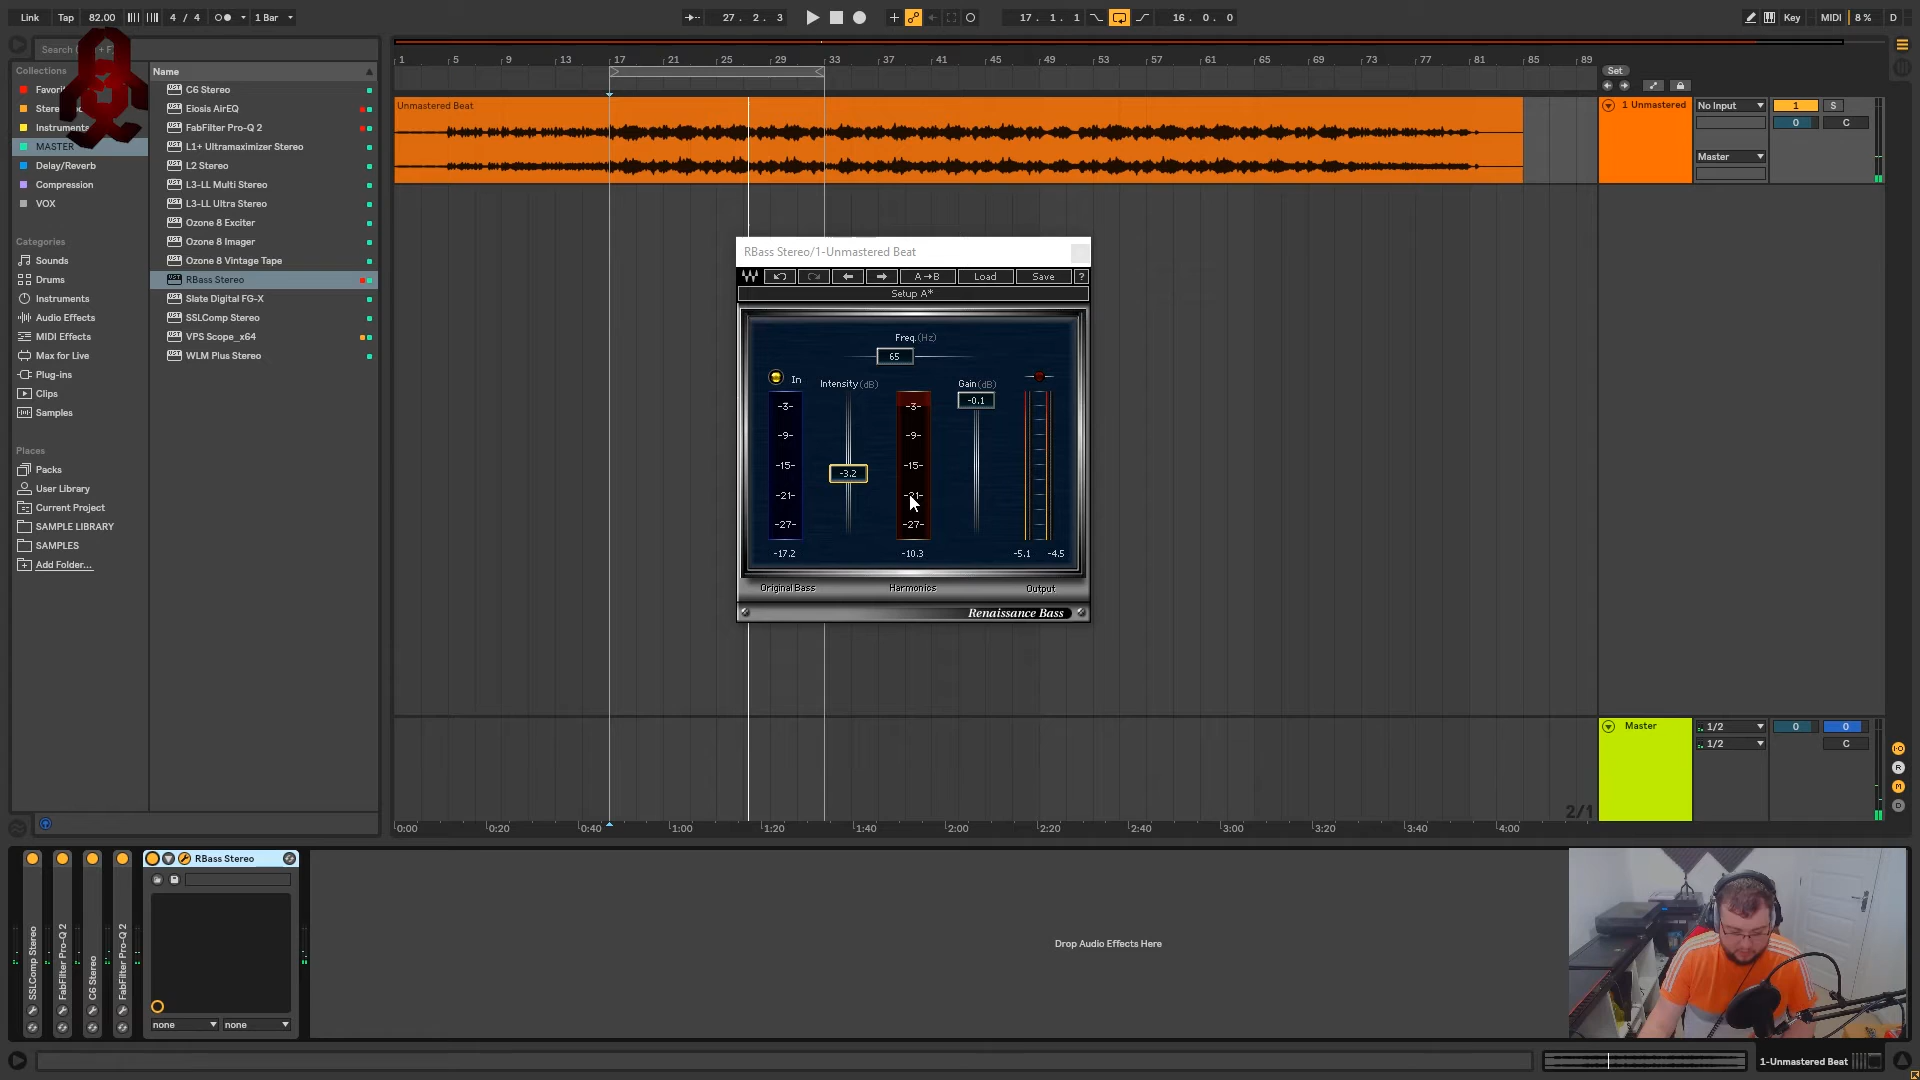 Link Tap 82.00 4 / 4 1 Bar
27 . 2 . 3
17 . 1 . 1
16 . 0 . 0
Key MIDI 8 % D
Search
Collections
Favori
Stere
Instruments
MASTER
Delay/Reverb
Compression
VOX
Categories
Sounds
Drums
Instruments
Audio Effects
MIDI Effects
Max for Live
Plug-ins
Clips
Samples
Places
Packs
User Library
Current Project
SAMPLE LIBRARY
SAMPLES
Add Folder...
Name
C6 Stereo
Eiosis AirEQ
FabFilter Pro-Q 2
L1+ Ultramaximizer Stereo
L2 Stereo
L3-LL Multi Stereo
L3-LL Ultra Stereo
Ozone 8 Exciter
Ozone 8 Imager
Ozone 8 Vintage Tape
RBass Stereo
Slate Digital FG-X
SSLComp Stereo
VPS Scope_x64
WLM Plus Stereo
1 5 9 13 17 21 25 29 33 37 41 45 49 53 57 61 65 69 73 77 81 85 89
Unmastered Beat
Set
1 Unmastered
No Input
Master
1 S
0 C
RBass Stereo/1-Unmastered Beat
A→B Load Save ?
Setup A*
Freq.(Hz)
65
In
Intensity(dB)
Gain(dB)
-0.1
-3- -3-
-9- -9-
-15- -3.2 -15-
-21- -21-
-27- -27-
-17.2 -10.3 -5.1 -4.5
Original Bass Harmonics Output
Renaissance Bass
Master
1/2 0 0
1/2 C
2/1
0:00 0:20 0:40 1:00 1:20 1:40 2:00 2:20 2:40 3:00 3:20 3:40 4:00
SSLComp Stereo
FabFilter Pro-Q 2
C6 Stereo
FabFilter Pro-Q 2
RBass Stereo
none none
Drop Audio Effects Here
1-Unmastered Beat